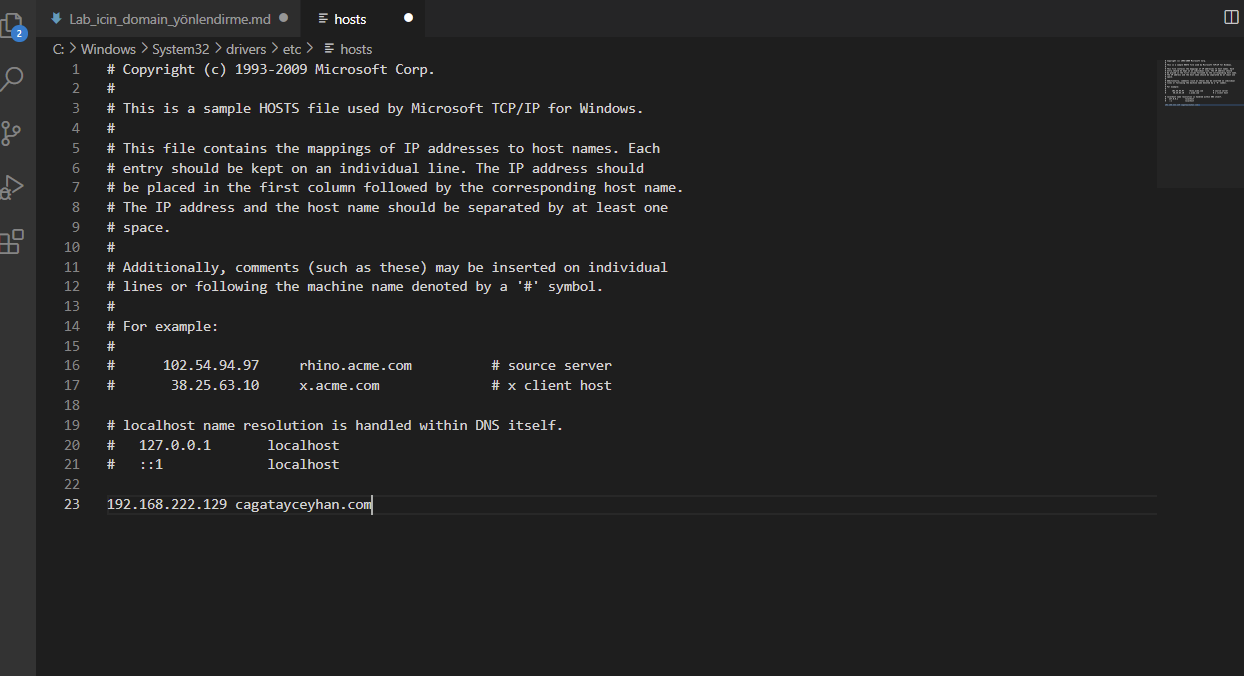 2
Lab_icin_domain_yönlendirme.md
hosts
C: > Windows > System32 > drivers > etc > hosts
1 # Copyright (c) 1993-2009 Microsoft Corp.
2 #
3 # This is a sample HOSTS file used by Microsoft TCP/IP for Windows.
4 #
5 # This file contains the mappings of IP addresses to host names. Each
6 # entry should be kept on an individual line. The IP address should
7 # be placed in the first column followed by the corresponding host name.
8 # The IP address and the host name should be separated by at least one
9 # space.
10 #
11 # Additionally, comments (such as these) may be inserted on individual
12 # lines or following the machine name denoted by a '#' symbol.
13 #
14 # For example:
15 #
16 #      102.54.94.97     rhino.acme.com          # source server
17 #       38.25.63.10     x.acme.com              # x client host
18
19 # localhost name resolution is handled within DNS itself.
20 #   127.0.0.1       localhost
21 #   ::1             localhost
22
23 192.168.222.129 cagatayceyhan.com